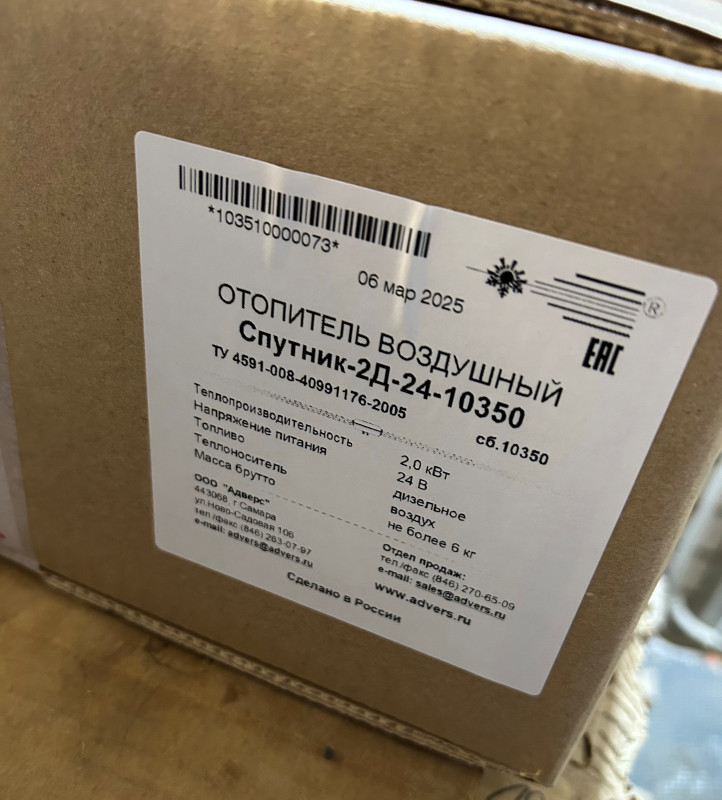 *103510000073*
06 мар 2025
®
EAC
ОТОПИТЕЛЬ ВОЗДУШНЫЙ
Спутник-2Д-24-10350
ТУ 4591-008-40991176-2005
сб.10350
Теплопроизводительность 2,0 кВт
Напряжение питания 24 В
Топливо дизельное
Теплоноситель воздух
Масса брутто не более 6 кг
ООО "Адверс"
443068, г Самара
ул.Ново-Садовая 106
тел./факс (846) 263-07-97
e-mail: advers@advers.ru
Отдел продаж:
тел./факс (846) 270-65-09
e-mail: sales@advers.ru
www.advers.ru
Сделано в России